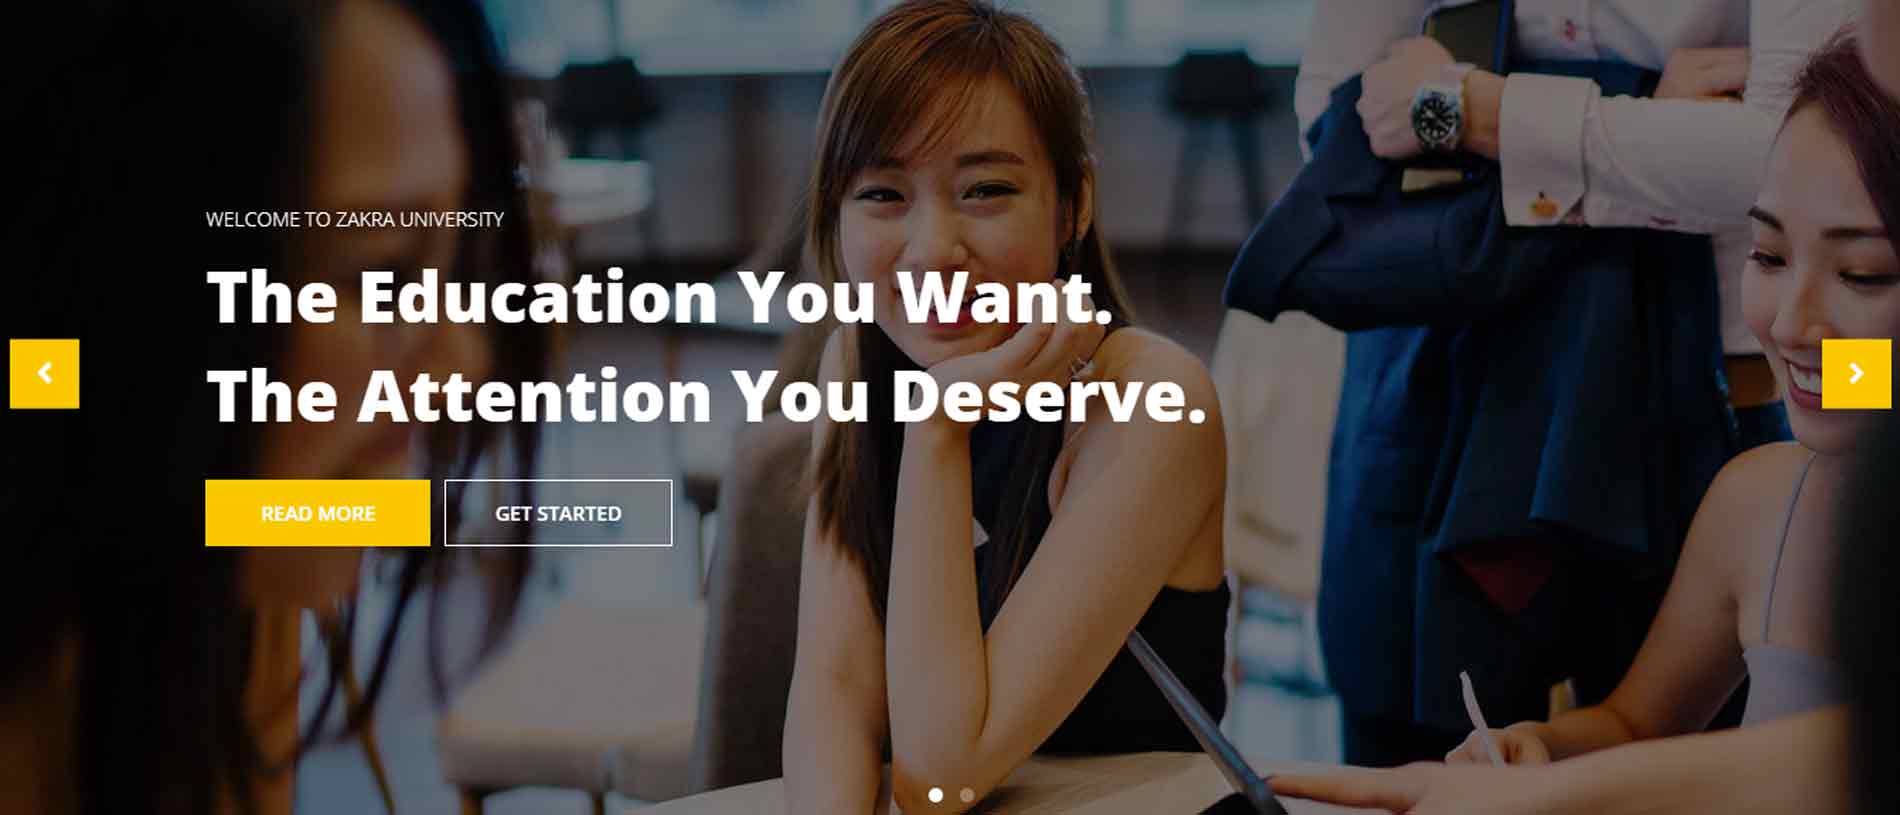 WELCOME TO ZAKRA UNIVERSITY
The Education You Want.
The Attention You Deserve.
READ MORE
GET STARTED